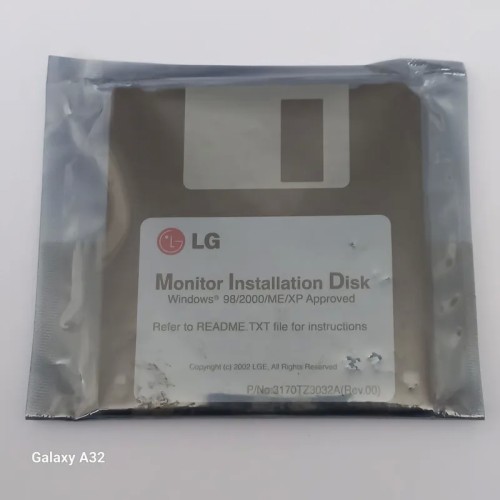 LG
Monitor Installation Disk
Windows® 98/2000/ME/XP Approved
Refer to README.TXT file for instructions
Copyright (c) 2002 LGE, All Rights Reserved
P/No:3170TZ3032A(Rev.00)
Galaxy A32